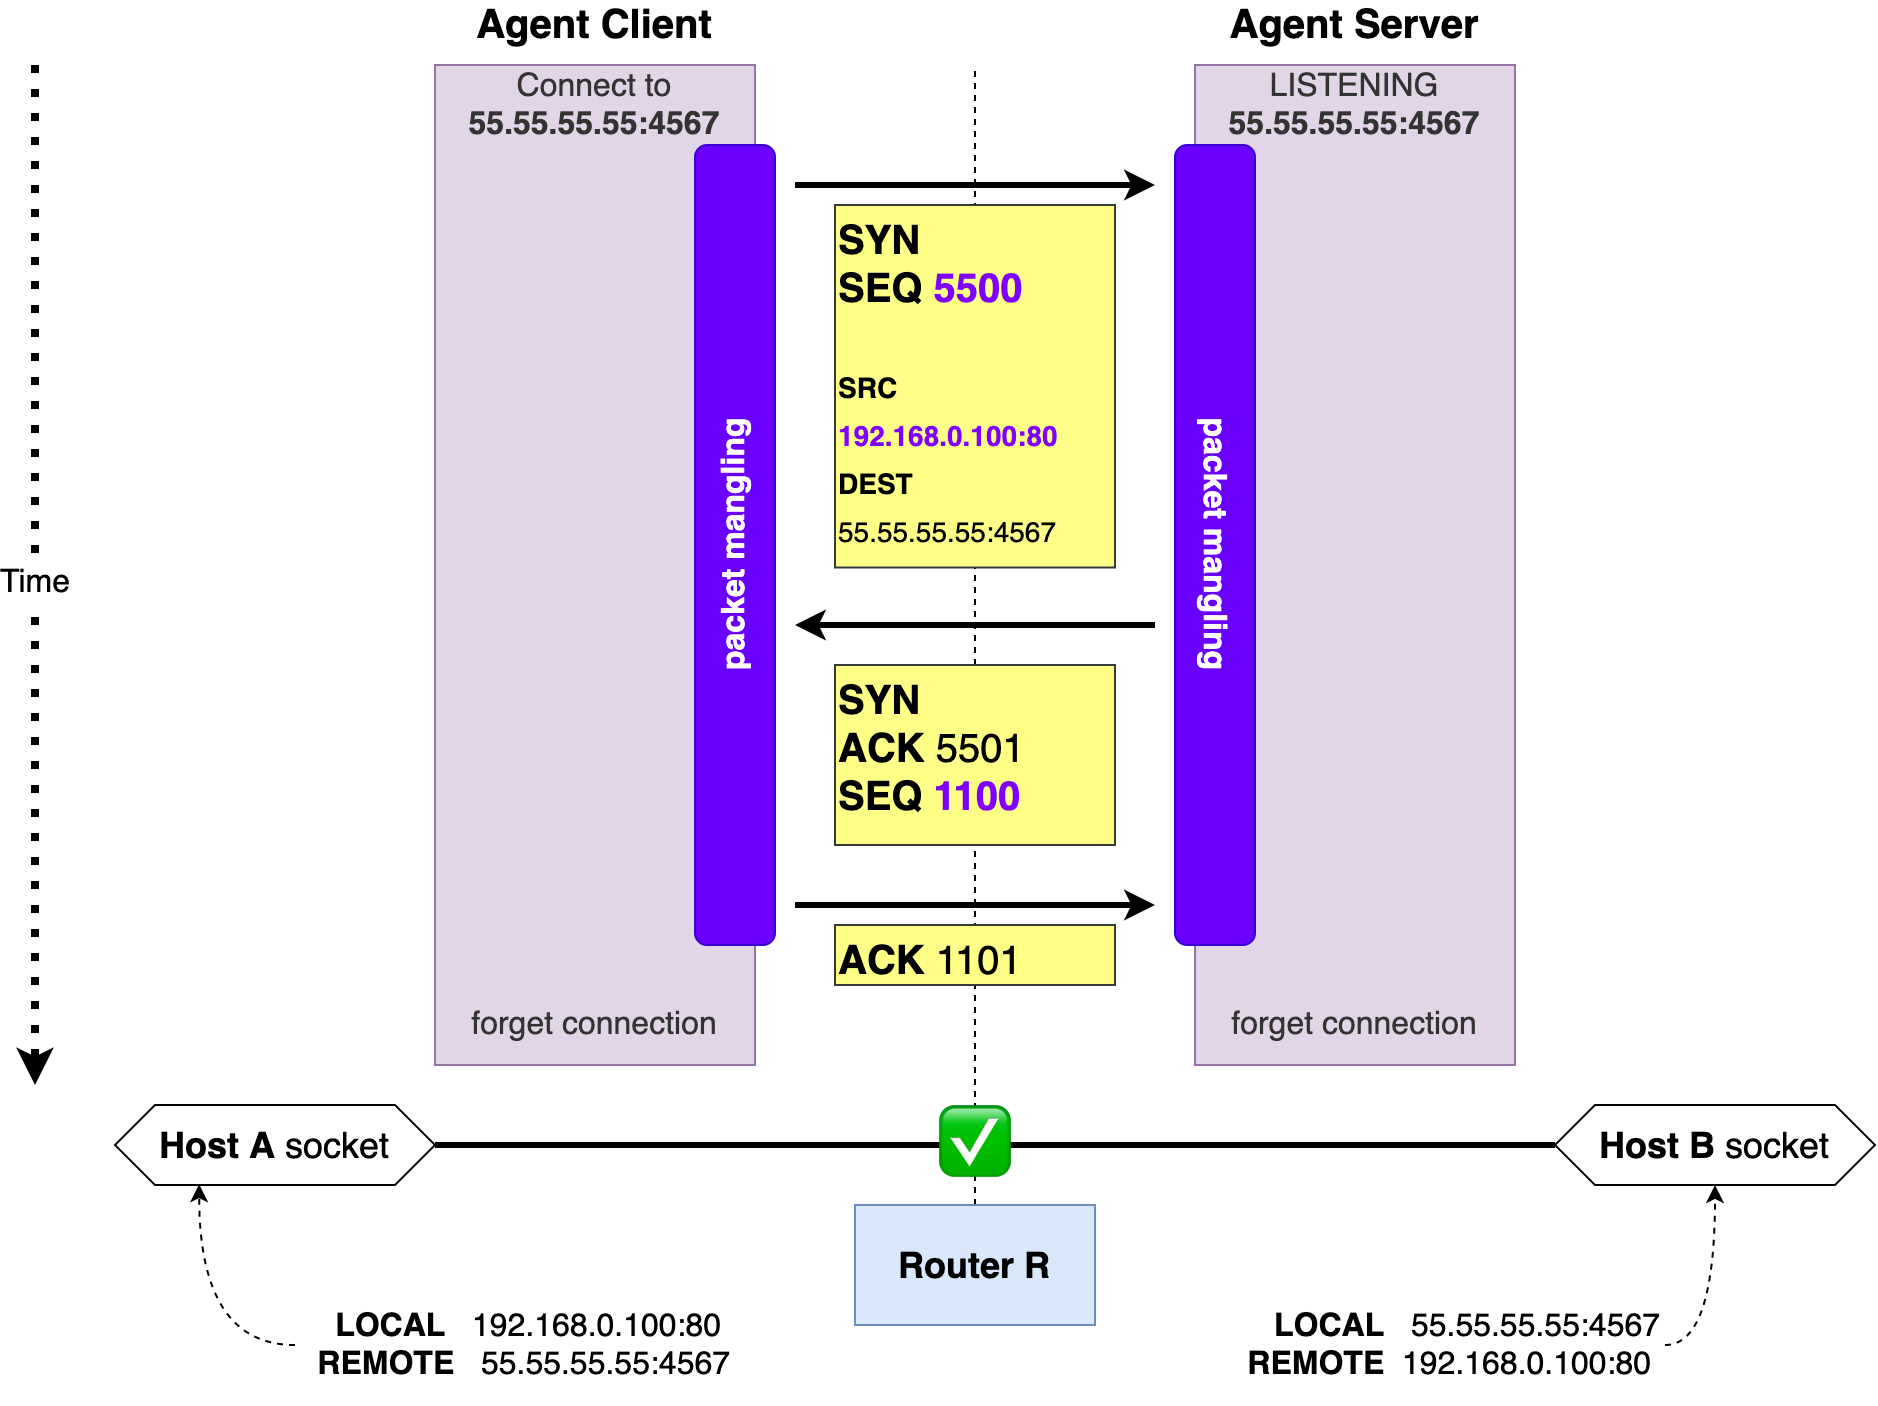 Agent Client
Agent Server
Connect to
55.55.55.55:4567
LISTENING
55.55.55.55:4567
packet mangling
packet mangling
SYN
SEQ 5500
SRC
192.168.0.100:80
DEST
55.55.55.55:4567
Time
SYN
ACK 5501
SEQ 1100
ACK 1101
forget connection
forget connection
Host A socket
Host B socket
Router R
LOCAL 192.168.0.100:80
REMOTE 55.55.55.55:4567
LOCAL 55.55.55.55:4567
REMOTE 192.168.0.100:80